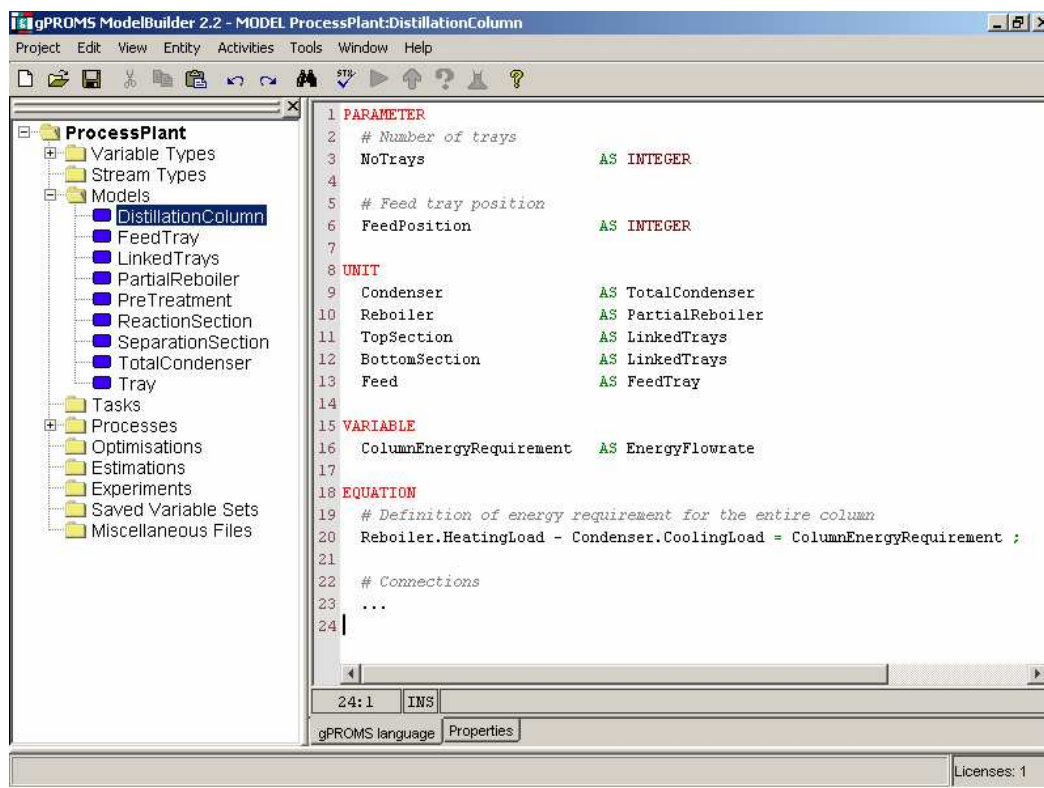 gPROMS ModelBuilder 2.2 - MODEL ProcessPlant:DistillationColumn
Project Edit View Entity Activities Tools Window Help
ProcessPlant
Variable Types
Stream Types
Models
DistillationColumn
FeedTray
LinkedTrays
PartialReboiler
PreTreatment
ReactionSection
SeparationSection
TotalCondenser
Tray
Tasks
Processes
Optimisations
Estimations
Experiments
Saved Variable Sets
Miscellaneous Files
1 PARAMETER
2 # Number of trays
3 NoTrays AS INTEGER
4
5 # Feed tray position
6 FeedPosition AS INTEGER
7
8 UNIT
9 Condenser AS TotalCondenser
10 Reboiler AS PartialReboiler
11 TopSection AS LinkedTrays
12 BottomSection AS LinkedTrays
13 Feed AS FeedTray
14
15 VARIABLE
16 ColumnEnergyRequirement AS EnergyFlowrate
17
18 EQUATION
19 # Definition of energy requirement for the entire column
20 Reboiler.HeatingLoad - Condenser.CoolingLoad = ColumnEnergyRequirement ;
21
22 # Connections
23 ...
24
24:1 INS
gPROMS language Properties
Licenses: 1